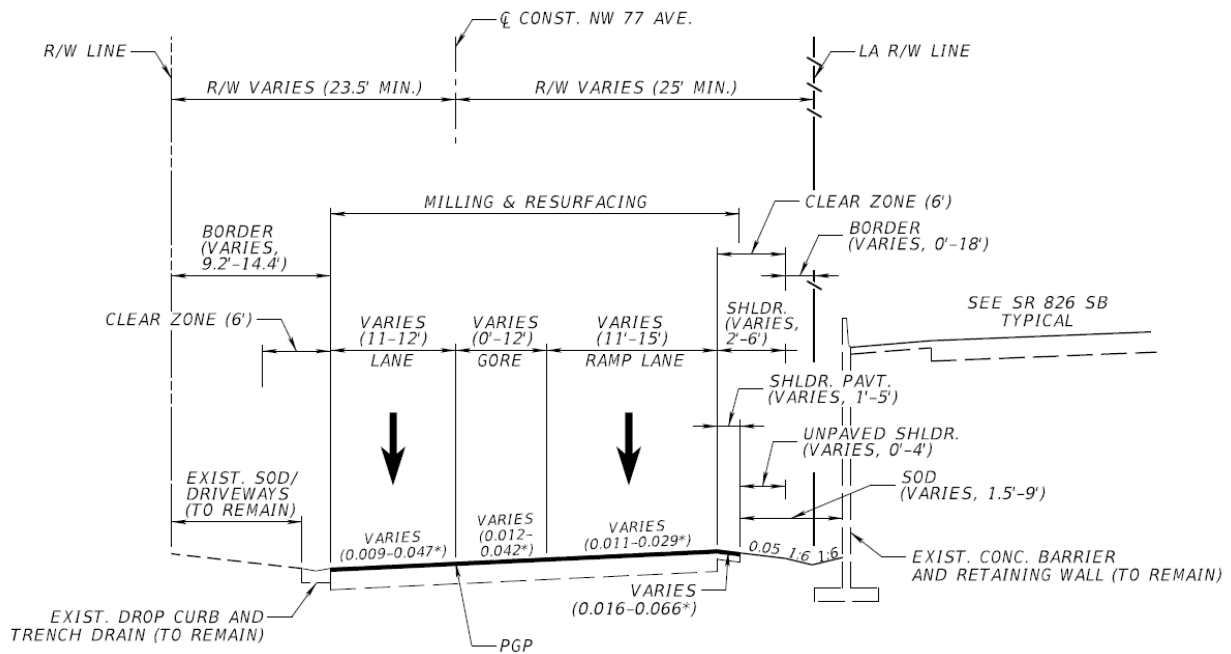 ℄ CONST. NW 77 AVE.
R/W LINE
LA R/W LINE
R/W VARIES (23.5' MIN.)
R/W VARIES (25' MIN.)
MILLING & RESURFACING
CLEAR ZONE (6')
BORDER
(VARIES,
9.2'–14.4')
BORDER
(VARIES, 0'–18')
CLEAR ZONE (6')
VARIES
(11–12')
LANE
VARIES
(0'–12')
GORE
VARIES
(11'–15')
RAMP LANE
SHLDR.
(VARIES,
2'–6')
SEE SR 826 SB
TYPICAL
SHLDR. PAVT.
(VARIES, 1'–5')
UNPAVED SHLDR.
(VARIES, 0'–4')
SOD
(VARIES, 1.5'–9')
EXIST. SOD/
DRIVEWAYS
(TO REMAIN)
VARIES
(0.009–0.047*)
VARIES
(0.012–
0.042*)
VARIES
(0.011–0.029*)
0.05 1:6 1:6
EXIST. CONC. BARRIER
AND RETAINING WALL (TO REMAIN)
VARIES
(0.016–0.066*)
EXIST. DROP CURB AND
TRENCH DRAIN (TO REMAIN)
PGP